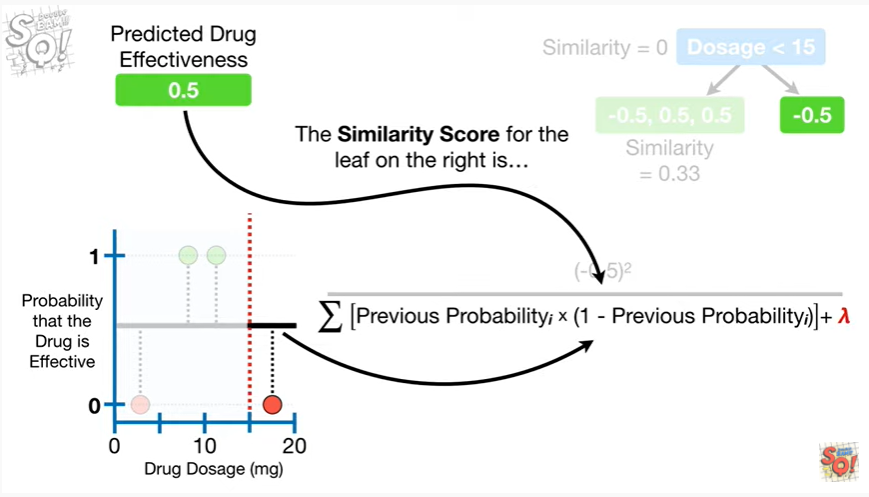 Predicted Drug
Effectiveness
0.5
Similarity = 0
Dosage < 15
-0.5, 0.5, 0.5
-0.5
Similarity
= 0.33
The Similarity Score for the
leaf on the right is...
∑ [Previous Probabilityᵢ × (1 - Previous Probabilityᵢ)]+ λ
1
Probability
that the
Drug is
Effective
0
0 10 20
Drug Dosage (mg)
SQ!